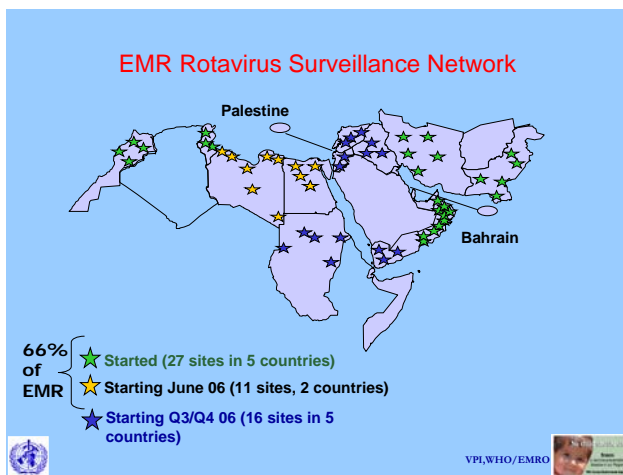 EMR Rotavirus Surveillance Network
Palestine
Bahrain
66%
of
EMR
Started (27 sites in 5 countries)
Starting June 06 (11 sites, 2 countries)
Starting Q3/Q4 06 (16 sites in 5
countries)
VPI,WHO/EMRO